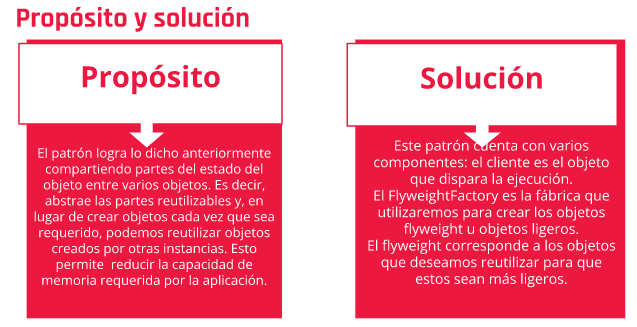 Propósito y solución
Propósito
El patrón logra lo dicho anteriormente
compartiendo partes del estado del
objeto entre varios objetos. Es decir,
abstrae las partes reutilizables y, en
lugar de crear objetos cada vez que sea
requerido, podemos reutilizar objetos
creados por otras instancias. Esto
permite  reducir la capacidad de
memoria requerida por la aplicación.
Solución
Este patrón cuenta con varios
componentes: el cliente es el objeto
que dispara la ejecución.
El FlyweightFactory es la fábrica que
utilizaremos para crear los objetos
flyweight u objetos ligeros.
El flyweight corresponde a los objetos
que deseamos reutilizar para que
estos sean más ligeros.